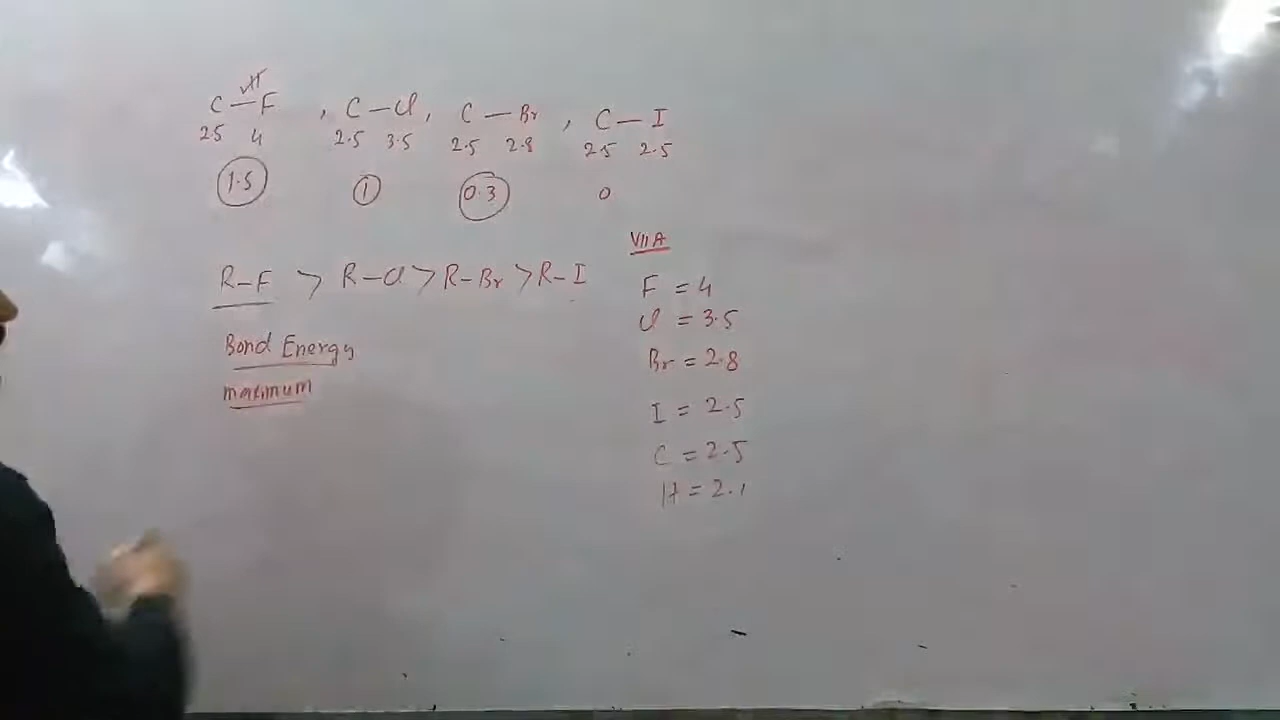 C—F , C—Cl, C—Br , C—I
2.5 4 2.5 3.5 2.5 2.8 2.5 2.5
1.5 1 0.3 0
R-F > R-Cl > R-Br > R-I
Bond Energy
maximum
VIIA
F = 4
Cl = 3.5
Br = 2.8
I = 2.5
C = 2.5
H = 2.1